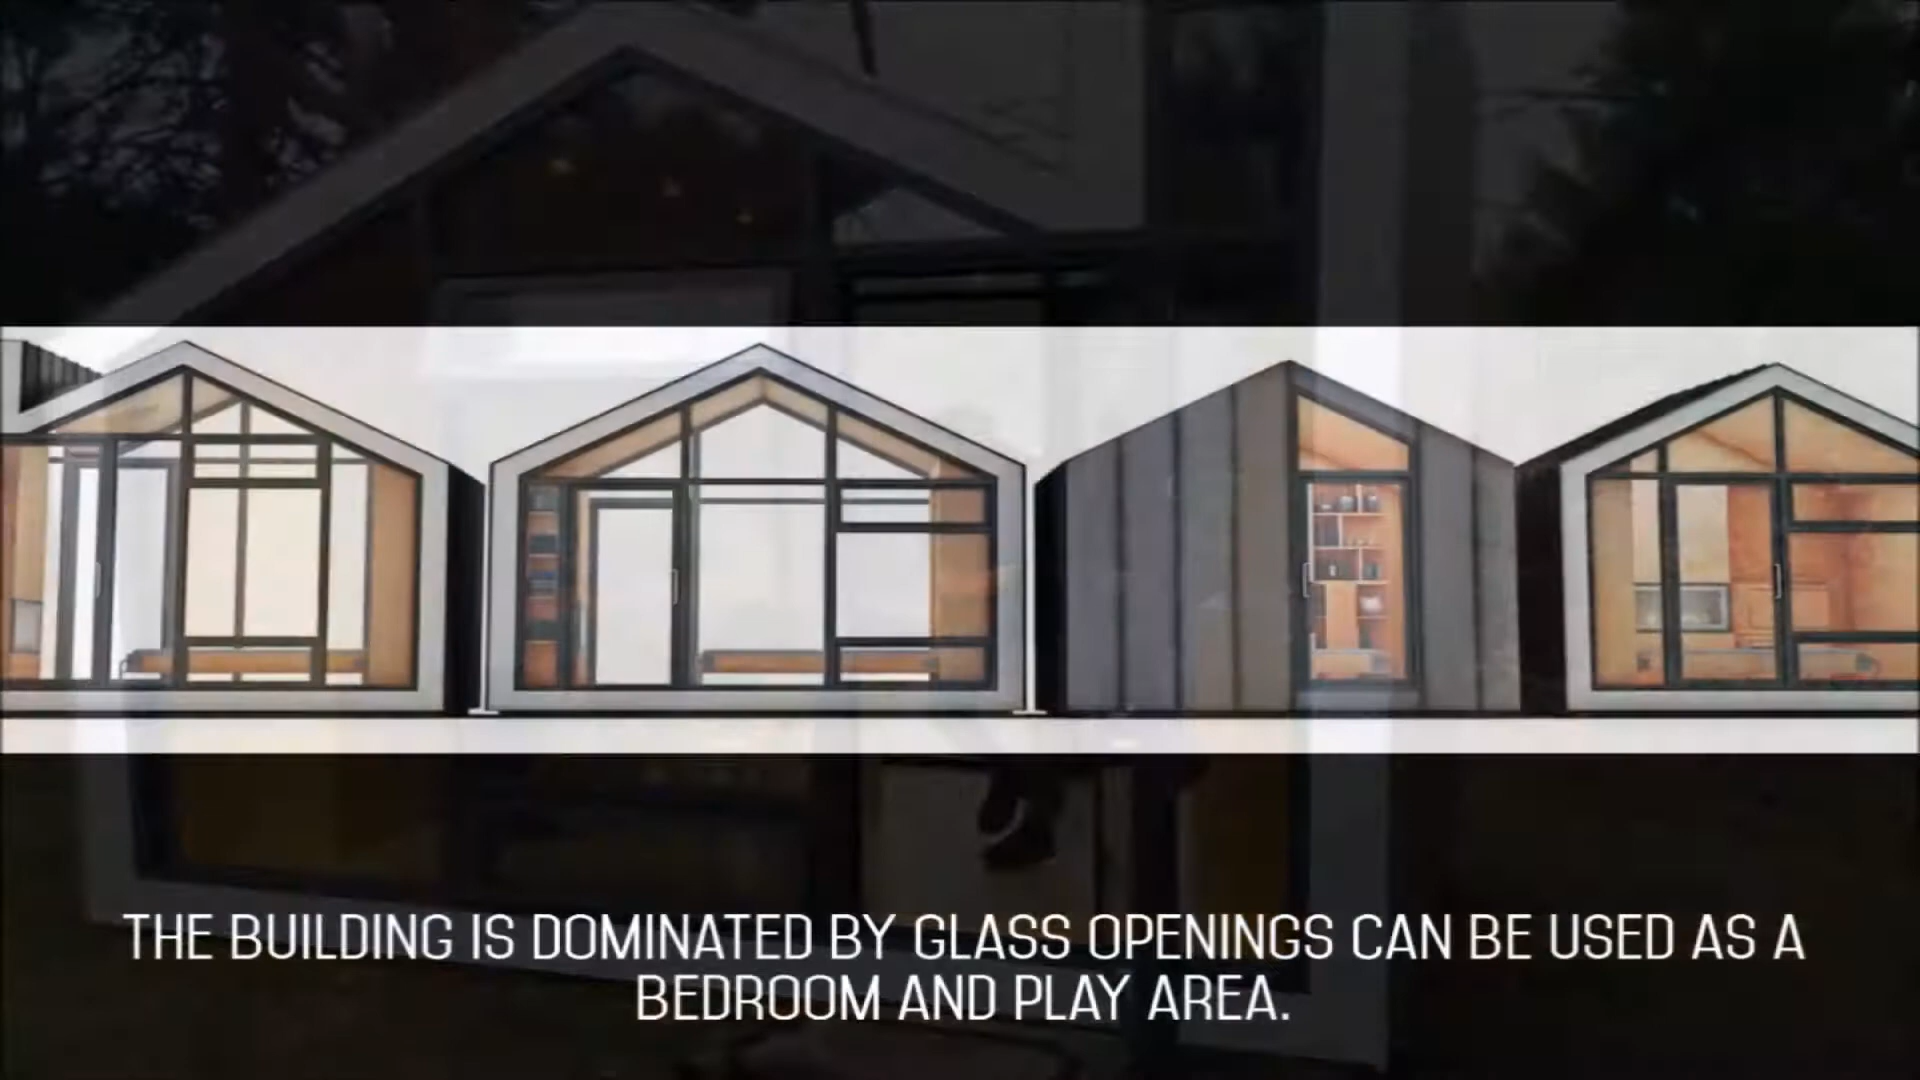 THE BUILDING IS DOMINATED BY GLASS OPENINGS CAN BE USED AS A
BEDROOM AND PLAY AREA.